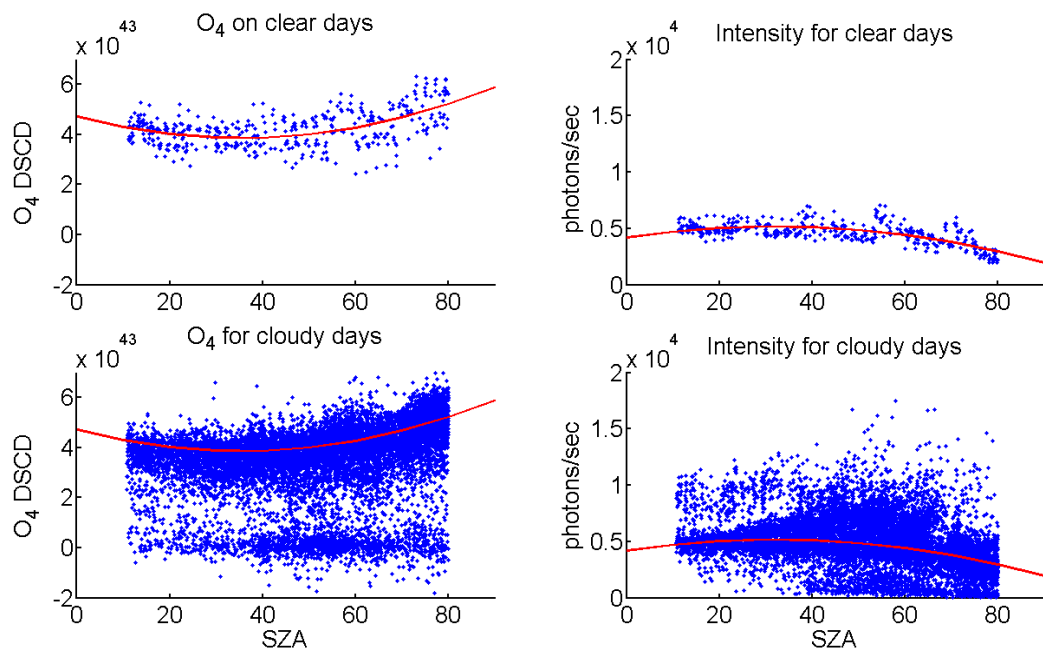 O4 on clear days
x 10^43
6
4
2
0
-2
0 20 40 60 80
O4 DSCD
Intensity for clear days
x 10^4
2
1.5
1
0.5
0
0 20 40 60 80
photons/sec
O4 for cloudy days
x 10^43
6
4
2
0
-2
0 20 40 60 80
O4 DSCD
SZA
Intensity for cloudy days
x 10^4
2
1.5
1
0.5
0
0 20 40 60 80
photons/sec
SZA